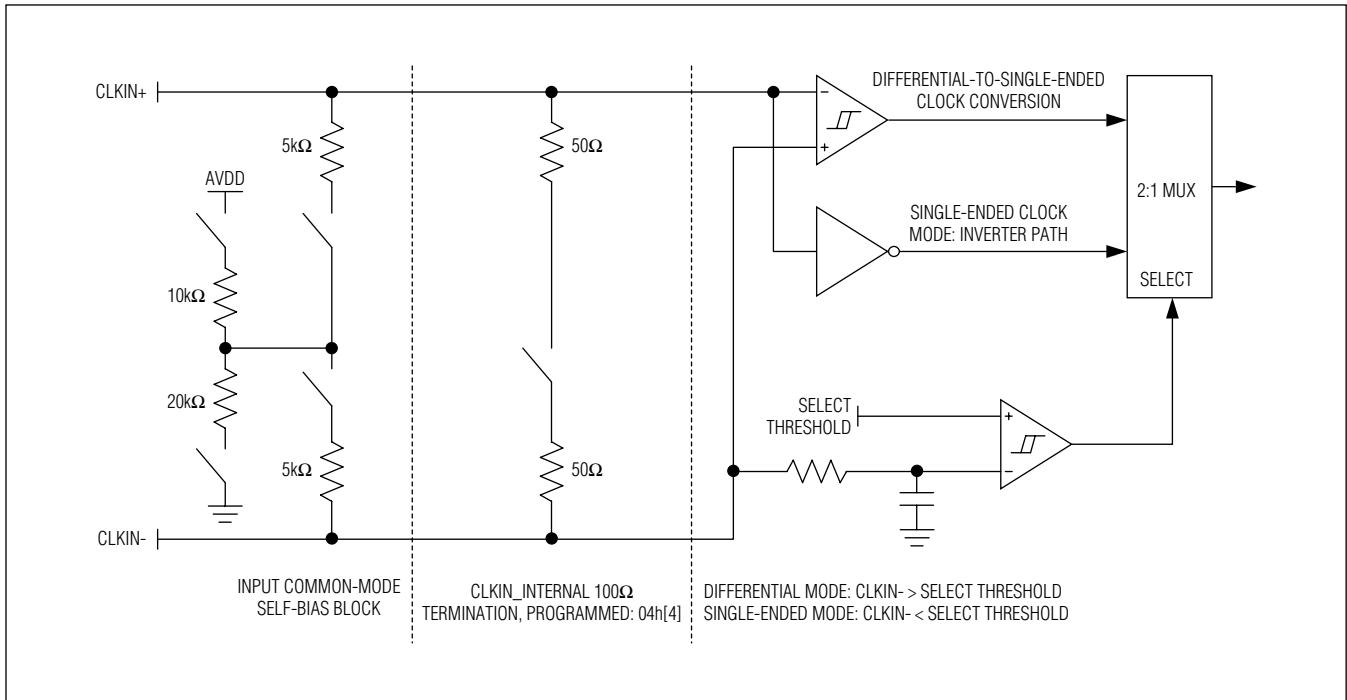 CLKIN+
5kΩ
AVDD
10kΩ
20kΩ
5kΩ
CLKIN-
INPUT COMMON-MODE
SELF-BIAS BLOCK
50Ω
50Ω
CLKIN_INTERNAL 100Ω
TERMINATION, PROGRAMMED: 04h[4]
-
+
DIFFERENTIAL-TO-SINGLE-ENDED
CLOCK CONVERSION
SINGLE-ENDED CLOCK
MODE: INVERTER PATH
2:1 MUX
SELECT
SELECT
THRESHOLD
+
-
DIFFERENTIAL MODE: CLKIN- > SELECT THRESHOLD
SINGLE-ENDED MODE: CLKIN- < SELECT THRESHOLD